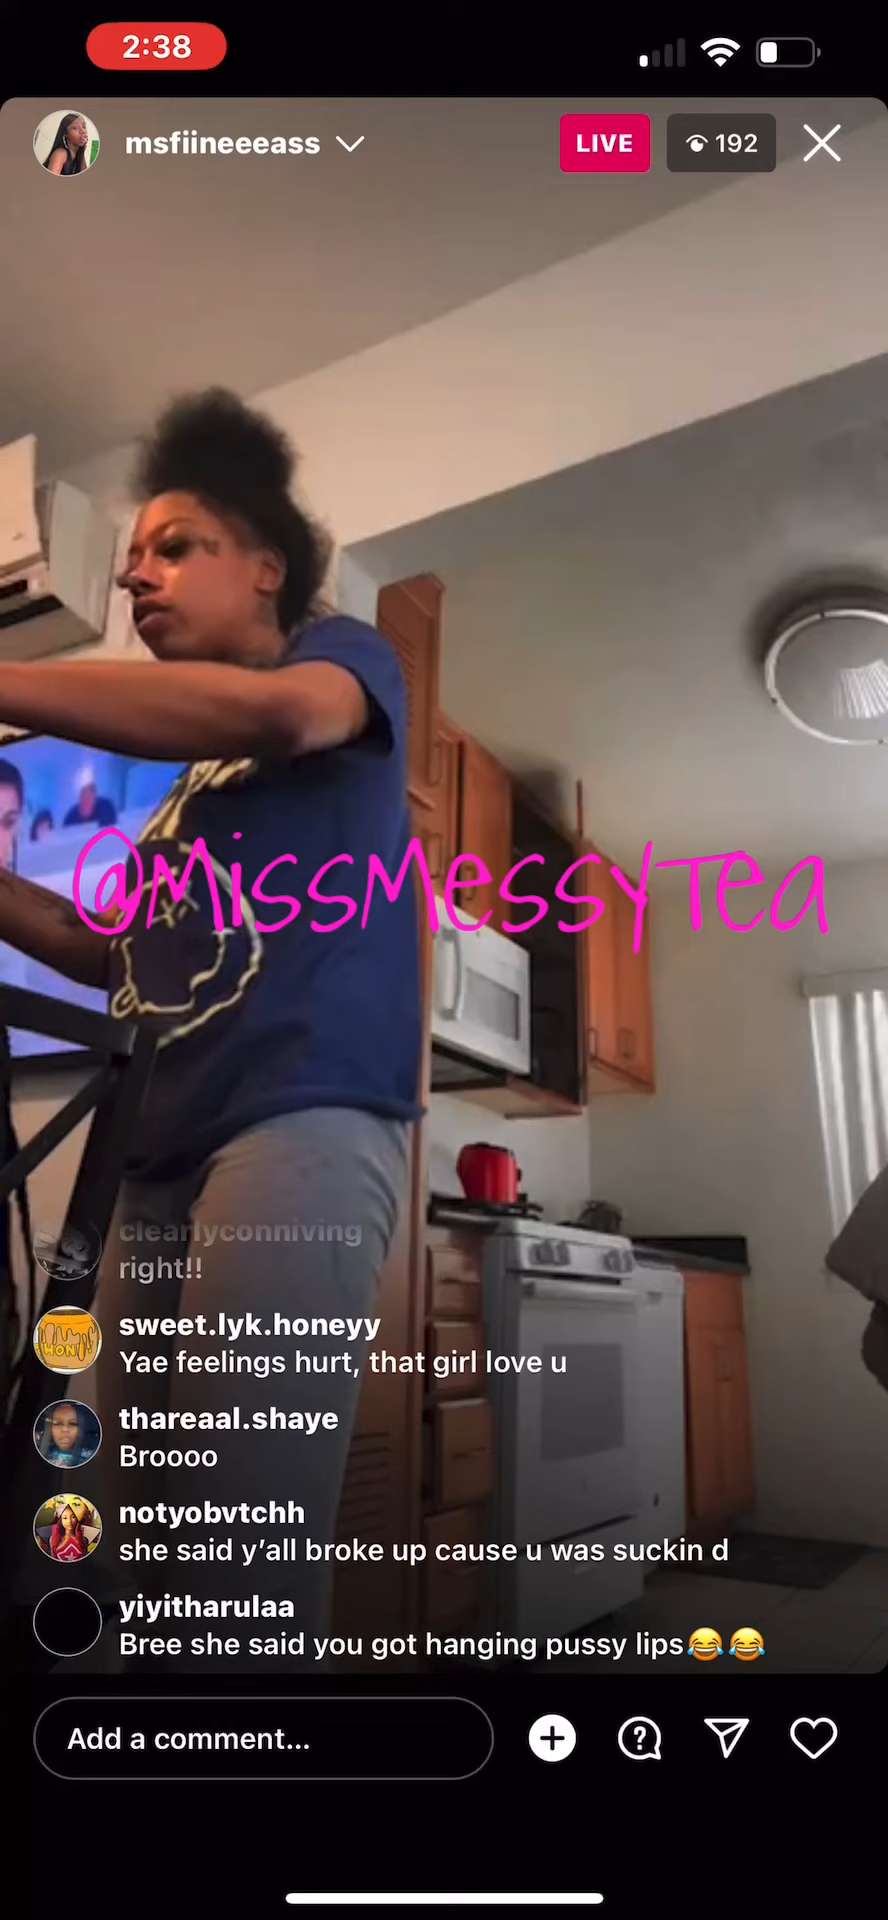 2:38
msfiineeeass
LIVE
192
@MissMessyTea
clearlyconniving
right!!
sweet.lyk.honeyy
Yae feelings hurt, that girl love u
thareaal.shaye
Broooo
notyobvtchh
she said y’all broke up cause u was suckin d
yiyitharulaa
Bree she said you got hanging pussy lips😂😂
Add a comment...